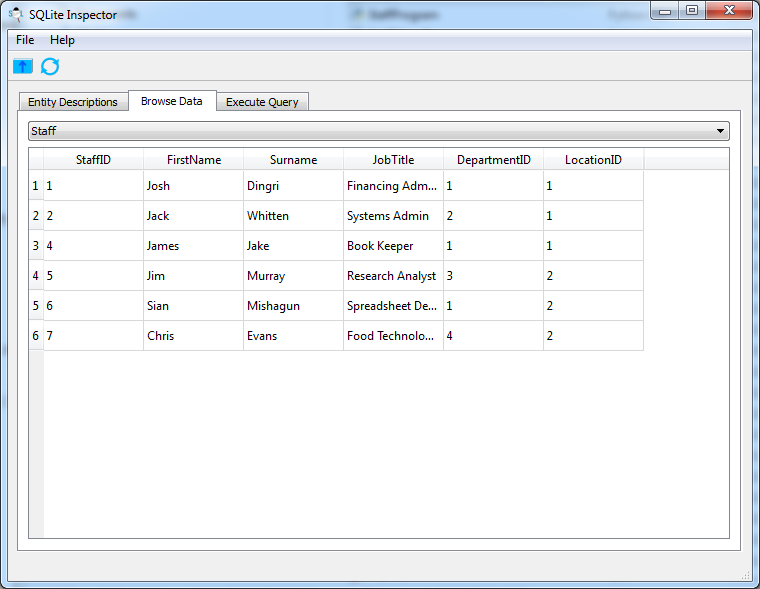 SQLite Inspector
File Help
Entity Descriptions Browse Data Execute Query
Staff
StaffID FirstName Surname JobTitle DepartmentID LocationID
1 1 Josh Dingri Financing Adm... 1 1
2 2 Jack Whitten Systems Admin 2 1
3 4 James Jake Book Keeper 1 1
4 5 Jim Murray Research Analyst 3 2
5 6 Sian Mishagun Spreadsheet De... 1 2
6 7 Chris Evans Food Technolo... 4 2